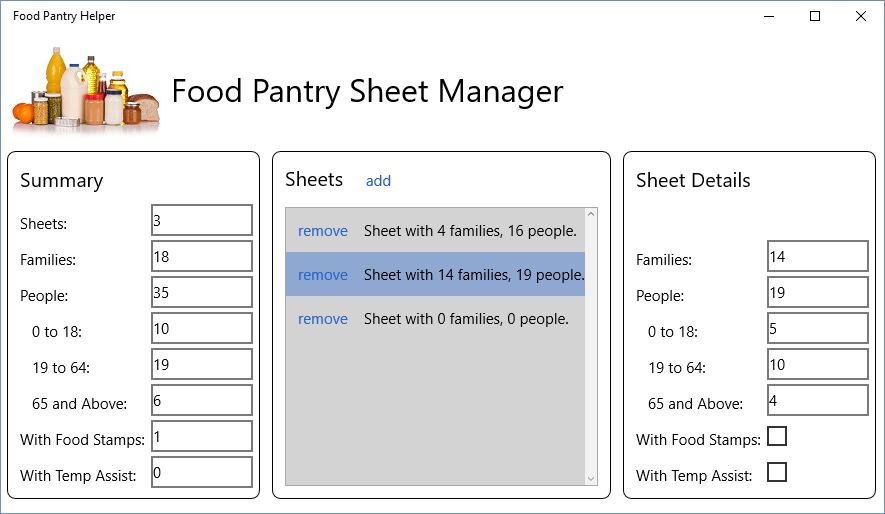 Food Pantry Helper
Food Pantry Sheet Manager
Summary
Sheets: 3
Families: 18
People: 35
0 to 18: 10
19 to 64: 19
65 and Above: 6
With Food Stamps: 1
With Temp Assist: 0
Sheets add
remove Sheet with 4 families, 16 people.
remove Sheet with 14 families, 19 people.
remove Sheet with 0 families, 0 people.
Sheet Details
Families: 14
People: 19
0 to 18: 5
19 to 64: 10
65 and Above: 4
With Food Stamps:
With Temp Assist: